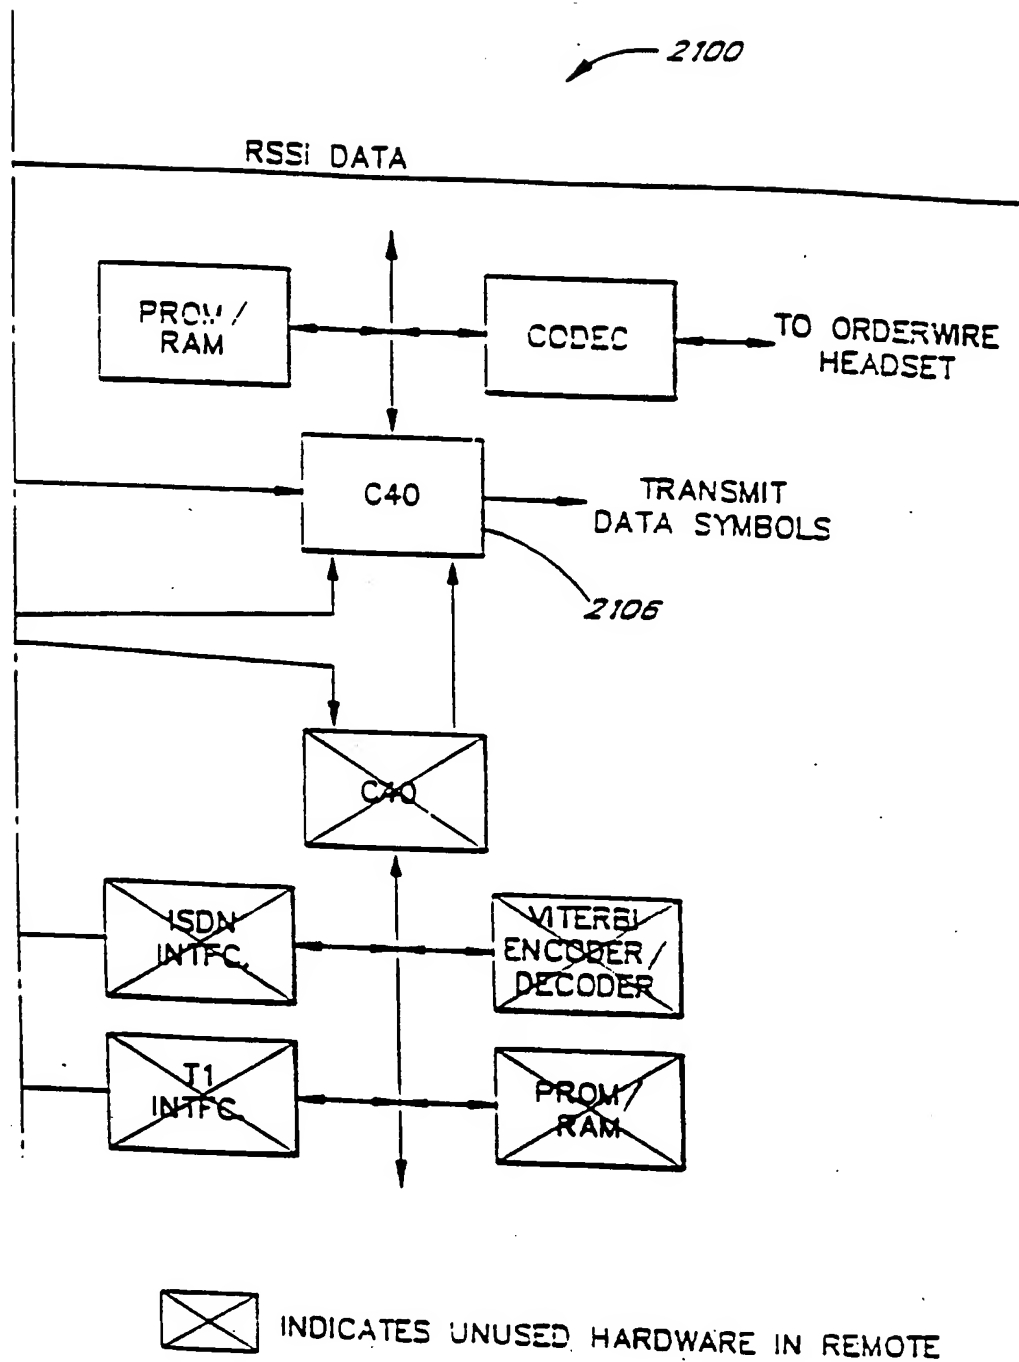 2100
RSSI DATA
PROM/
RAM
CODEC
TO ORDERWIRE
HEADSET
C40
TRANSMIT
DATA SYMBOLS
2106
C40
ISDN
INTFC.
VITERBI
ENCODER/
DECODER
T1
INTFC.
PROM/
RAM
INDICATES UNUSED HARDWARE IN REMOTE